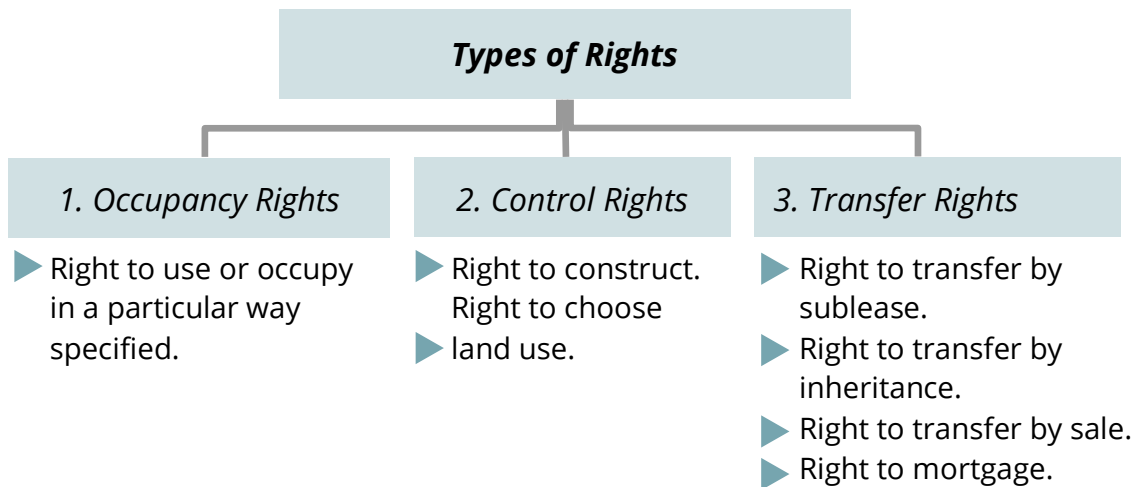 Types of Rights
1. Occupancy Rights
Right to use or occupy
in a particular way
specified.
2. Control Rights
Right to construct.
Right to choose
land use.
3. Transfer Rights
Right to transfer by
sublease.
Right to transfer by
inheritance.
Right to transfer by sale.
Right to mortgage.